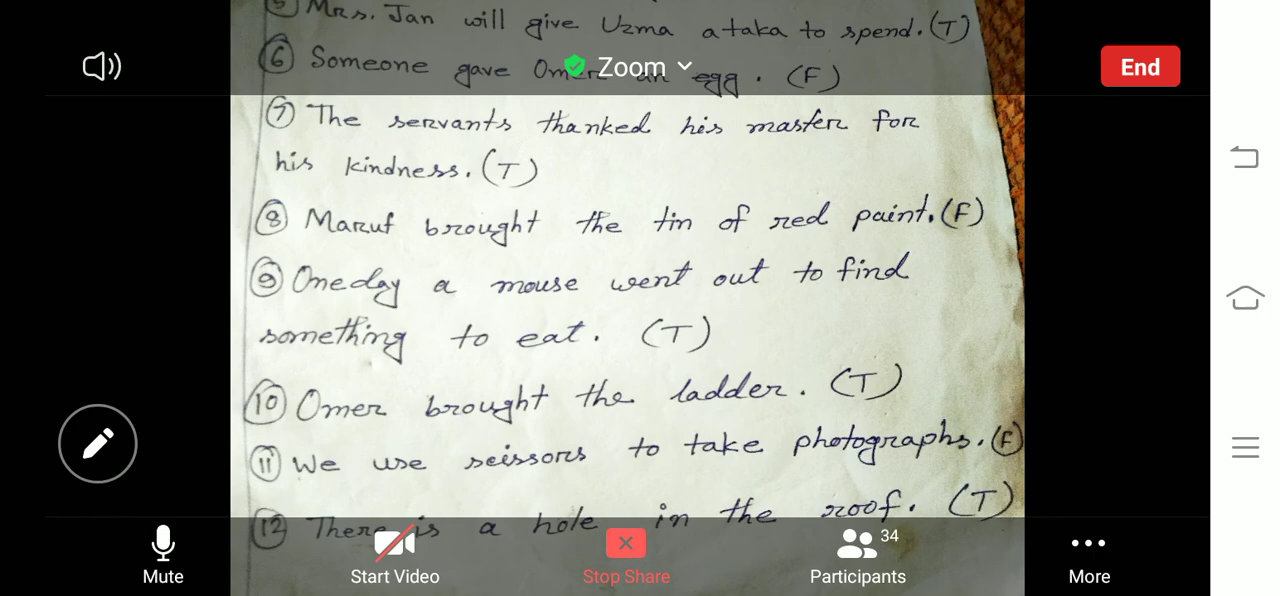 ⑤ Mrs. Jan will give Uzma a taka to spend. (T)
Zoom
End
⑥ Someone gave Omer an egg. (F)
⑦ The servants thanked his master for
his kindness. (T)
⑧ Maruf brought the tin of red paint. (F)
⑨ One day a mouse went out to find
something to eat. (T)
⑩ Omer brought the ladder. (T)
⑪ We use scissors to take photographs. (F)
⑫ There is a hole in the roof. (T)
34
Mute Start Video Stop Share Participants More